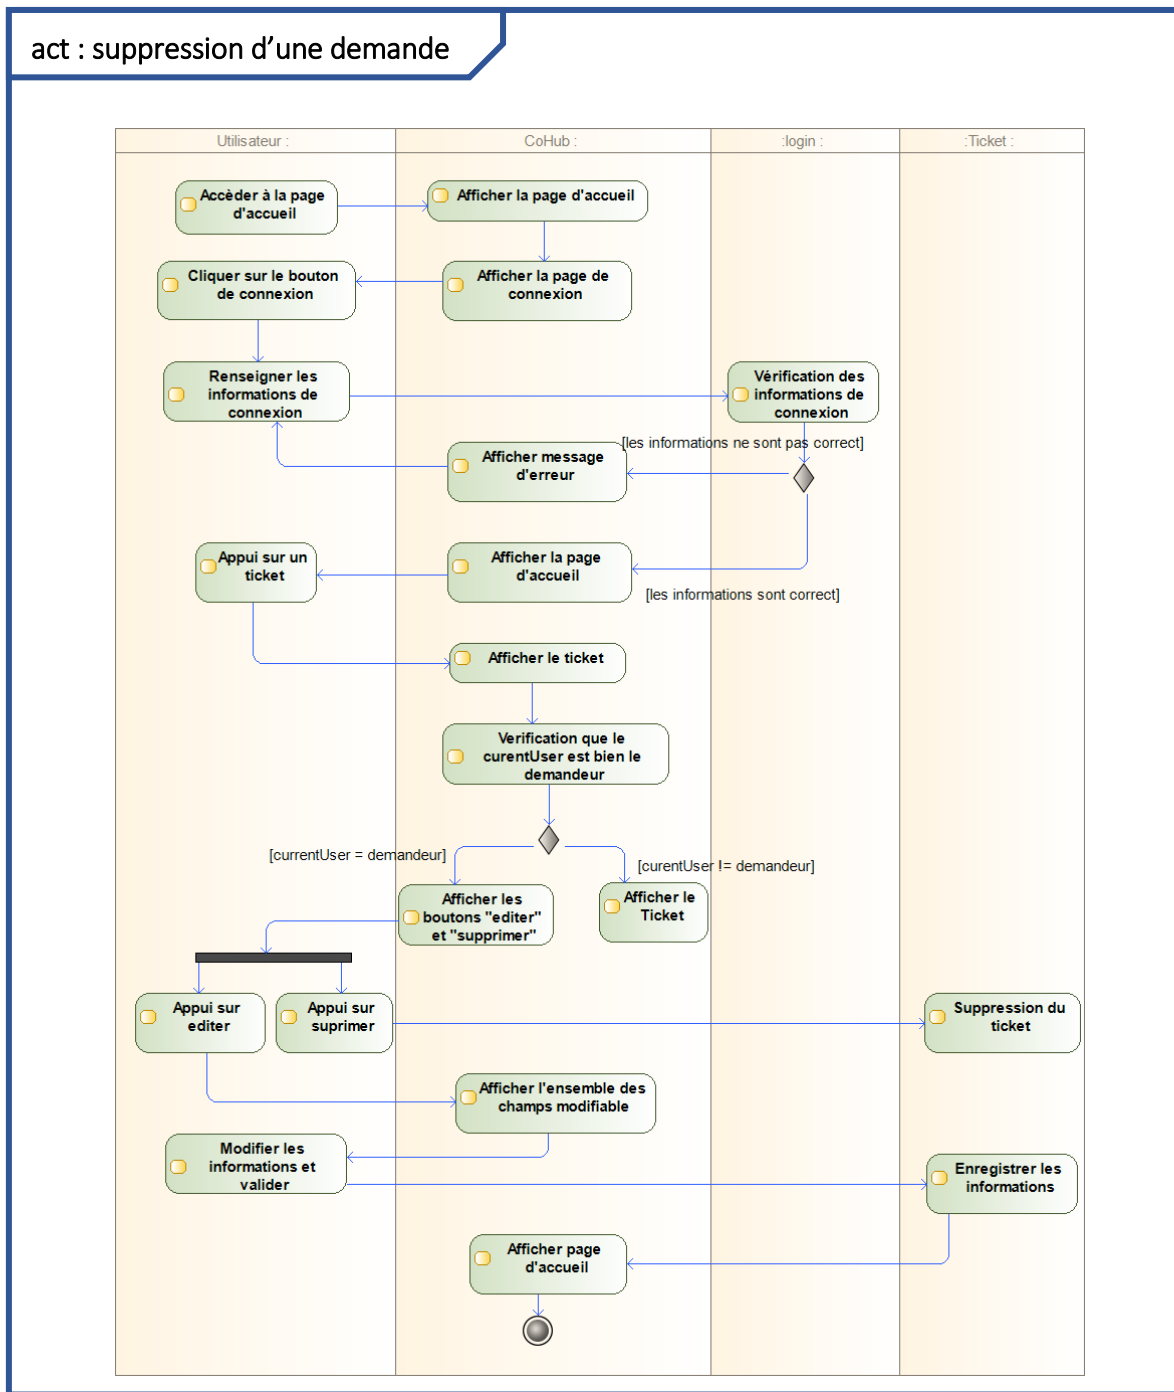 act : suppression d’une demande
Utilisateur :
CoHub :
:login :
:Ticket :
Accèder à la page
d'accueil
Afficher la page d'accueil
Cliquer sur le bouton
de connexion
Afficher la page de
connexion
Renseigner les
informations de
connexion
Vérification des
informations de
connexion
[les informations ne sont pas correct]
Afficher message
d'erreur
Appui sur un
ticket
Afficher la page
d'accueil
[les informations sont correct]
Afficher le ticket
Verification que le
curentUser est bien le
demandeur
[currentUser = demandeur]
[curentUser != demandeur]
Afficher les
boutons "editer"
et "supprimer"
Afficher le
Ticket
Appui sur
editer
Appui sur
suprimer
Suppression du
ticket
Afficher l'ensemble des
champs modifiable
Modifier les
informations et
valider
Enregistrer les
informations
Afficher page
d'accueil